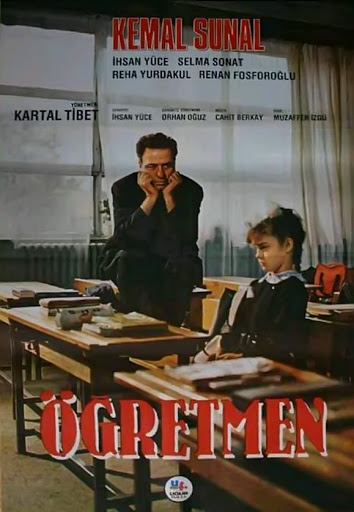 KEMAL SUNAL
İHSAN YÜCE SELMA SONAT
REHA YURDAKUL RENAN FOSFOROĞLU
YÖNETMEN
KARTAL TİBET
İHSAN YÜCE ORHAN OĞUZ CAHİT BERKAY MUZAFFER İZGÜ
ÖĞRETMEN